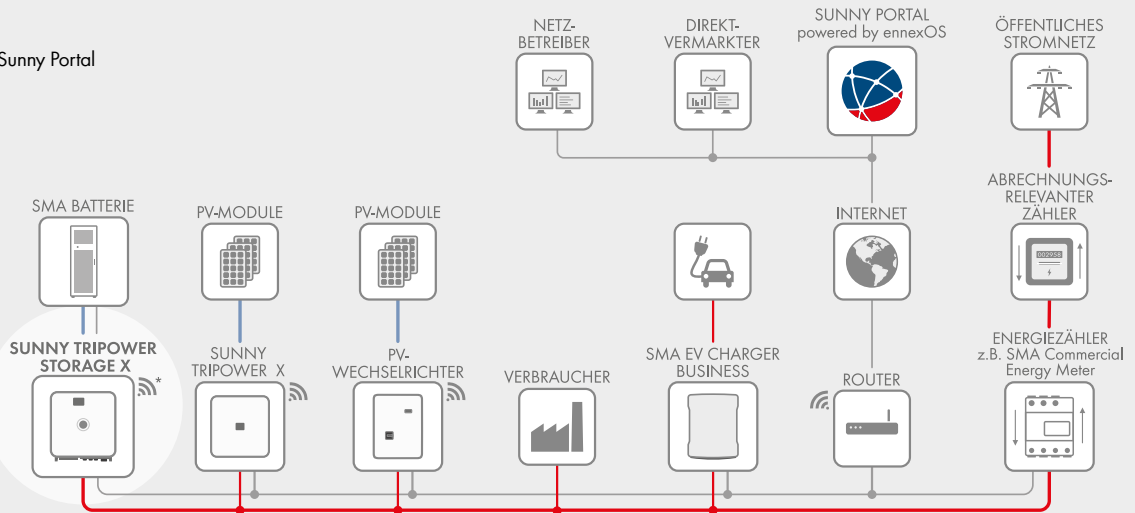 NETZ-
BETREIBER
DIREKT-
VERMARKTER
SUNNY PORTAL
powered by ennexOS
ÖFFENTLICHES
STROMNETZ
Sunny Portal
SMA BATTERIE
PV-MODULE
PV-MODULE
INTERNET
ABRECHNUNGS-
RELEVANTER
ZÄHLER
SUNNY TRIPOWER
STORAGE X
*
SUNNY
TRIPOWER X
PV-
WECHSELRICHTER
VERBRAUCHER
SMA EV CHARGER
BUSINESS
ROUTER
ENERGIEZÄHLER
z.B. SMA Commercial
Energy Meter